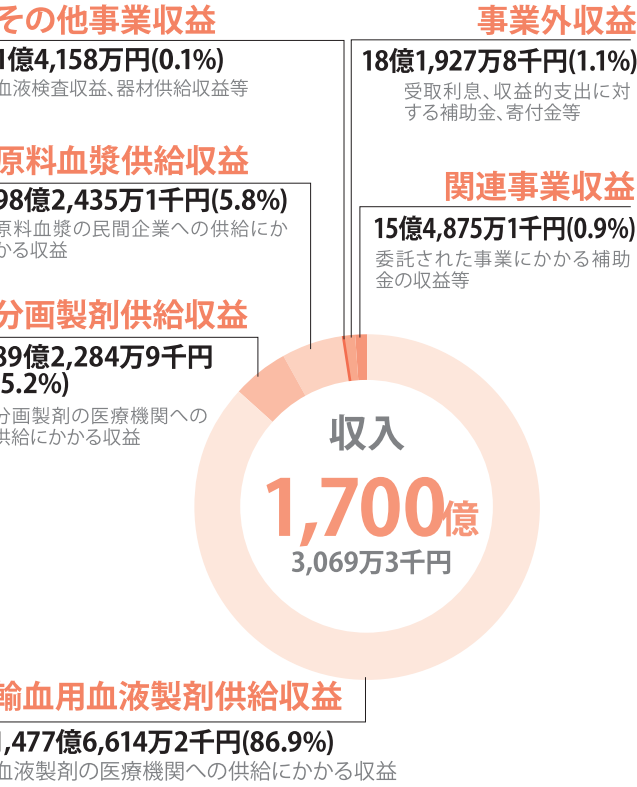 その他事業収益
1億4,158万円(0.1%)
血液検査収益、器材供給収益等
事業外収益
18億1,927万8千円(1.1%)
受取利息、収益的支出に対
する補助金、寄付金等
原料血漿供給収益
98億2,435万1千円(5.8%)
原料血漿の民間企業への供給にか
かる収益
関連事業収益
15億4,875万1千円(0.9%)
委託された事業にかかる補助
金の収益等
分画製剤供給収益
89億2,284万9千円
(5.2%)
分画製剤の医療機関への
供給にかかる収益
収入
1,700億
3,069万3千円
輸血用血液製剤供給収益
1,477億6,614万2千円(86.9%)
血液製剤の医療機関への供給にかかる収益